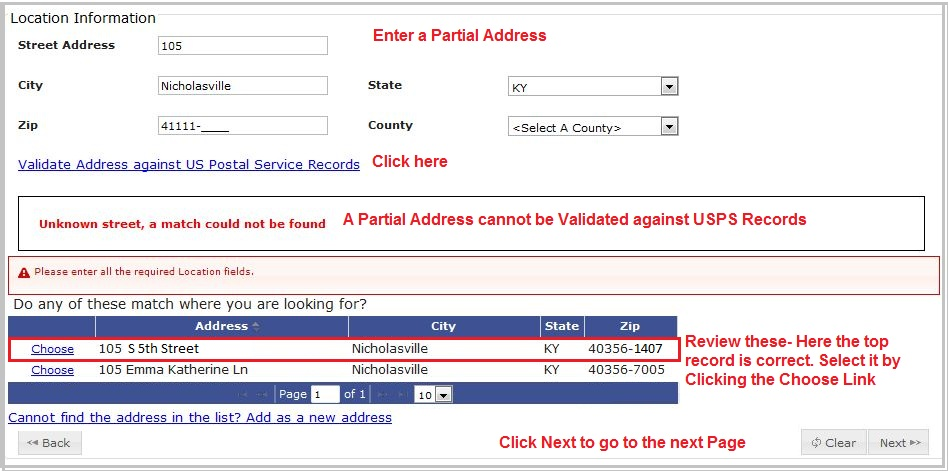 Location Information
Street Address 105 Enter a Partial Address
City Nicholasville State KY
Zip 41111-____ County <Select A County>
Validate Address against US Postal Service Records Click here
Unknown street, a match could not be found A Partial Address cannot be Validated against USPS Records
Please enter all the required Location fields.
Do any of these match where you are looking for?
Address City State Zip
Choose 105 S 5th Street Nicholasville KY 40356-1407
Choose 105 Emma Katherine Ln Nicholasville KY 40356-7005
Review these- Here the top
record is correct. Select it by
Clicking the Choose Link
Page 1 of 1 10
Cannot find the address in the list? Add as a new address
Back Click Next to go to the next Page Clear Next